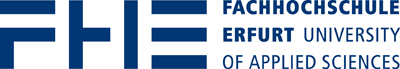 FHE
FACHHOCHSCHULE
ERFURT UNIVERSITY
OF APPLIED SCIENCES